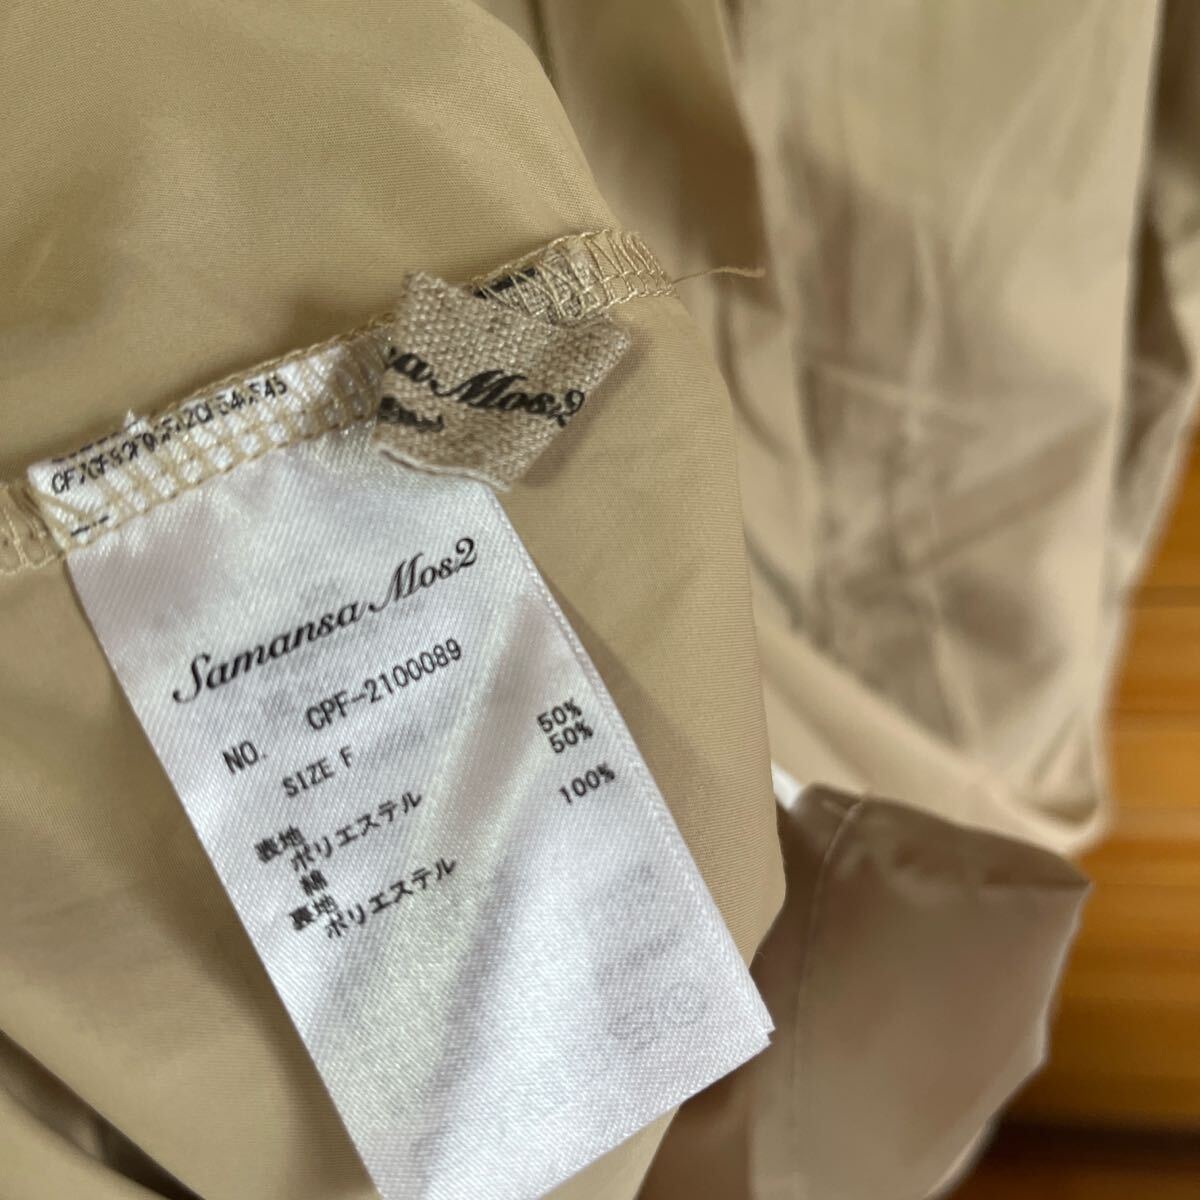 Mos2
Samansa Mos2
NO. CPF-2100089
SIZE F
表地
ポリエステル 50%
綿 50%
裏地
ポリエステル 100%